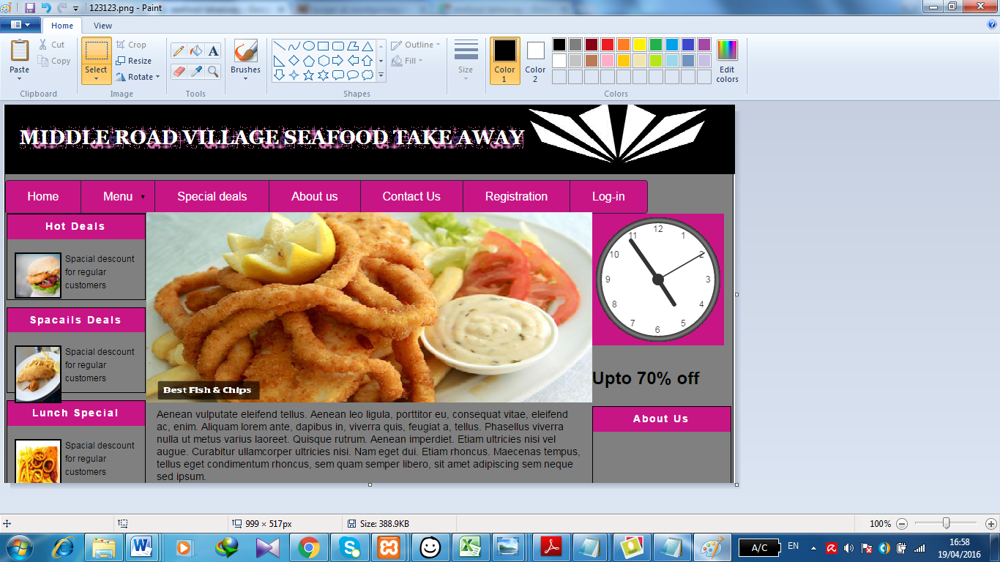 123123.png - Paint
Home
View
Paste
Cut
Copy
Clipboard
Select
Crop
Resize
Rotate
Image
A
Tools
Brushes
Outline
Fill
Shapes
Size
Color
1
Color
2
Edit
colors
Colors
MIDDLE ROAD VILLAGE SEAFOOD TAKE AWAY
Home
Menu
Special deals
About us
Contact Us
Registration
Log-in
Hot Deals
Spacial descount
for regular
customers
Spacails Deals
Spacial descount
for regular
customers
Lunch Special
Spacial descount
for regular
customers
Best Fish & Chips
Aenean vulputate eleifend tellus. Aenean leo ligula, porttitor eu, consequat vitae, eleifend
ac, enim. Aliquam lorem ante, dapibus in, viverra quis, feugiat a, tellus. Phasellus viverra
nulla ut metus varius laoreet. Quisque rutrum. Aenean imperdiet. Etiam ultricies nisi vel
augue. Curabitur ullamcorper ultricies nisi. Nam eget dui. Etiam rhoncus. Maecenas tempus,
tellus eget condimentum rhoncus, sem quam semper libero, sit amet adipiscing sem neque
sed ipsum.
12
1
2
3
4
5
6
7
8
9
10
11
Upto 70% off
About Us
999 × 517px
Size: 388.9KB
100%
A/C
EN
16:58
19/04/2016